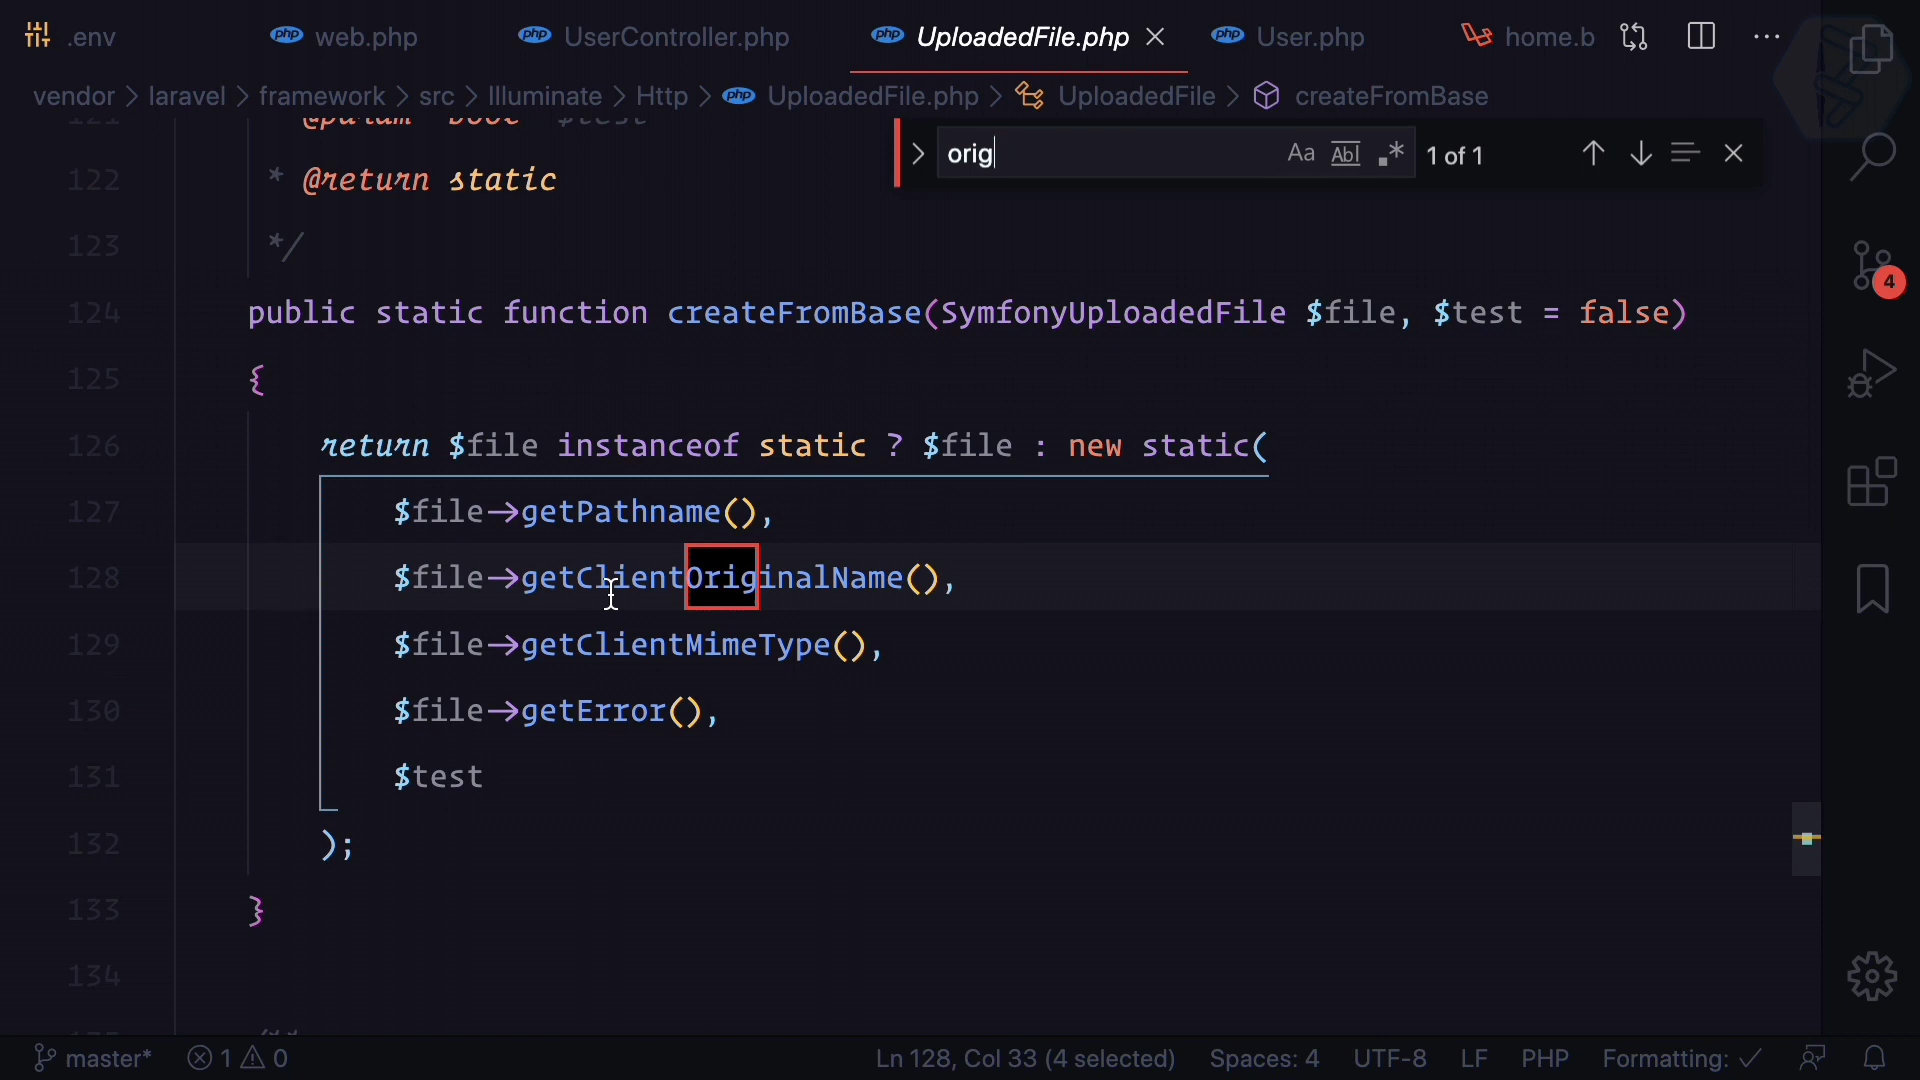 .env
web.php
UserController.php
UploadedFile.php
User.php
home.b
vendor > laravel > framework > src > Illuminate > Http > UploadedFile.php > UploadedFile > createFromBase
orig
Aa
Abl
.*
1 of 1
122 * @return static
123 */
124 public static function createFromBase(SymfonyUploadedFile $file, $test = false)
125 {
126 return $file instanceof static ? $file : new static(
127 $file->getPathname(),
128 $file->getClientOriginalName(),
129 $file->getClientMimeType(),
130 $file->getError(),
131 $test
132 );
133 }
134
4
master* 1 0 Ln 128, Col 33 (4 selected) Spaces: 4 UTF-8 LF PHP Formatting: ✓